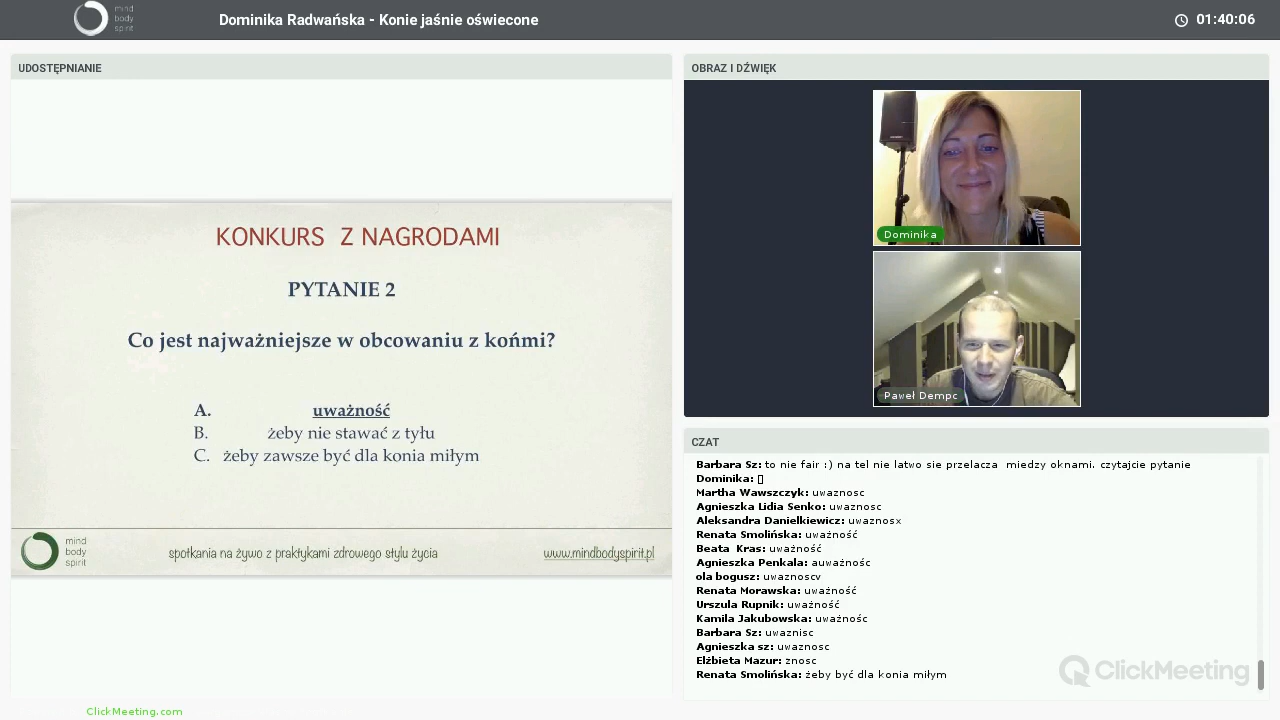 mind
body
spirit
Dominika Radwańska - Konie jaśnie oświecone
01:40:06
UDOSTĘPNIANIE
KONKURS Z NAGRODAMI
PYTANIE 2
Co jest najważniejsze w obcowaniu z końmi?
A. uważność
B. żeby nie stawać z tyłu
C. żeby zawsze być dla konia miłym
mind
body
spirit
spotkania na żywo z praktykami zdrowego stylu życia
www.mindbodyspirit.pl
OBRAZ I DŹWIĘK
Dominika
Paweł Dempc
CZAT
Barbara Sz: to nie fair :) na tel nie latwo sie przelacza miedzy oknami. czytajcie pytanie
Dominika: []
Martha Wawszczyk: uwaznosc
Agnieszka Lidia Senko: uwaznosc
Aleksandra Danielkiewicz: uwaznosx
Renata Smolińska: uważność
Beata Kras: uważność
Agnieszka Penkala: auważnośc
ola bogusz: uwaznoscv
Renata Morawska: uważność
Urszula Rupnik: uważność
Kamila Jakubowska: uważnośc
Barbara Sz: uwaznisc
Agnieszka sz: uwaznosc
Elżbieta Mazur: znosc
Renata Smolińska: żeby być dla konia miłym
ClickMeeting
ClickMeeting.com